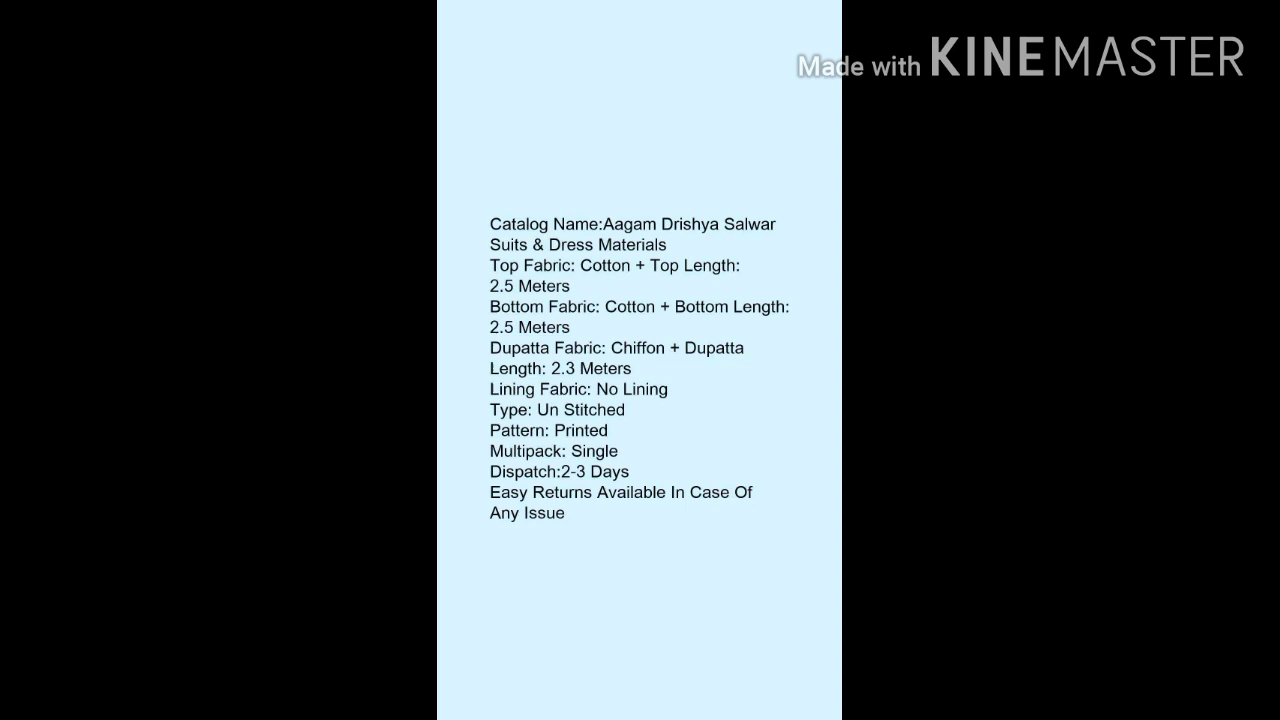 Made with KINEMASTER
Catalog Name:Aagam Drishya Salwar
Suits & Dress Materials
Top Fabric: Cotton + Top Length:
2.5 Meters
Bottom Fabric: Cotton + Bottom Length:
2.5 Meters
Dupatta Fabric: Chiffon + Dupatta
Length: 2.3 Meters
Lining Fabric: No Lining
Type: Un Stitched
Pattern: Printed
Multipack: Single
Dispatch:2-3 Days
Easy Returns Available In Case Of
Any Issue